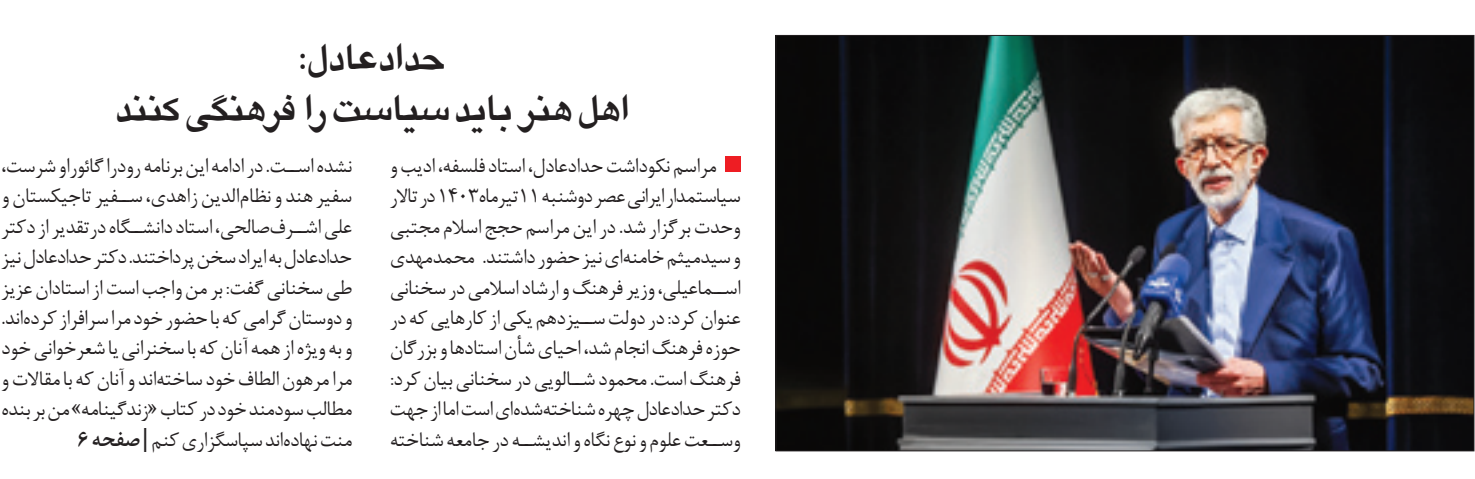 حدادعادل:
اهل هنر باید سیاست را فرهنگی کنند
مراسم نکوداشت حدادعادل، استاد فلسفه، ادیب و
سیاستمدار ایرانی عصر دوشنبه ۱۱ تیرماه ۱۴۰۳ در تالار
وحدت برگزار شد. در این مراسم حجج اسلام مجتبی
و سیدمیثم خامنه‌ای نیز حضور داشتند. محمدمهدی
اسماعیلی، وزیر فرهنگ و ارشاد اسلامی در سخنانی
عنوان کرد: در دولت سیزدهم یکی از کارهایی که در
حوزه فرهنگ انجام شد، احیای شأن استادها و بزرگان
فرهنگ است. محمود شالویی در سخنانی بیان کرد:
دکتر حدادعادل چهره شناخته‌شده‌ای است اما از جهت
وسعت علوم و نوع نگاه و اندیشه در جامعه شناخته
نشده است. در ادامه این برنامه رودرا گائوراو شرست،
سفیر هند و نظام‌الدین زاهدی، سفیر تاجیکستان و
علی اشرف‌صالحی، استاد دانشگاه در تقدیر از دکتر
حدادعادل به ایراد سخن پرداختند. دکتر حدادعادل نیز
طی سخنانی گفت: بر من واجب است از استادان عزیز
و دوستان گرامی که با حضور خود مرا سرافراز کرده‌اند.
و به ویژه از همه آنان که با سخنرانی یا شعرخوانی خود
مرا مرهون الطاف خود ساخته‌اند و آنان که با مقالات و
مطالب سودمند خود در کتاب «زندگینامه» من بر بنده
منت نهاده‌اند سپاسگزاری کنم | صفحه ۶